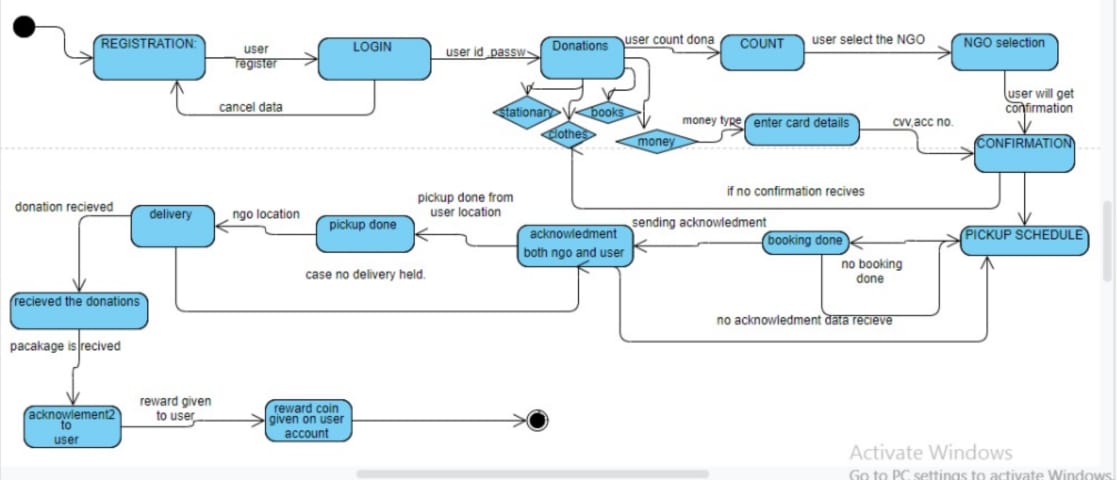 REGISTRATION:
user
register
LOGIN
user id ,passw
Donations
user count dona
COUNT
user select the NGO
NGO selection
cancel data
stationary
books
clothes
money
money type
enter card details
cvv,acc no.
user will get
confirmation
CONFIRMATION
if no confirmation recives
donation recieved
delivery
ngo location
pickup done
pickup done from
user location
acknowledment
both ngo and user
sending acknowledment
booking done
PICKUP SCHEDULE
no booking
done
case no delivery held.
no acknowledment data recieve
recieved the donations
pacakage is recived
acknowlement2
to
user
reward given
to user
reward coin
given on user
account
Activate Windows
Go to PC settings to activate Windows.